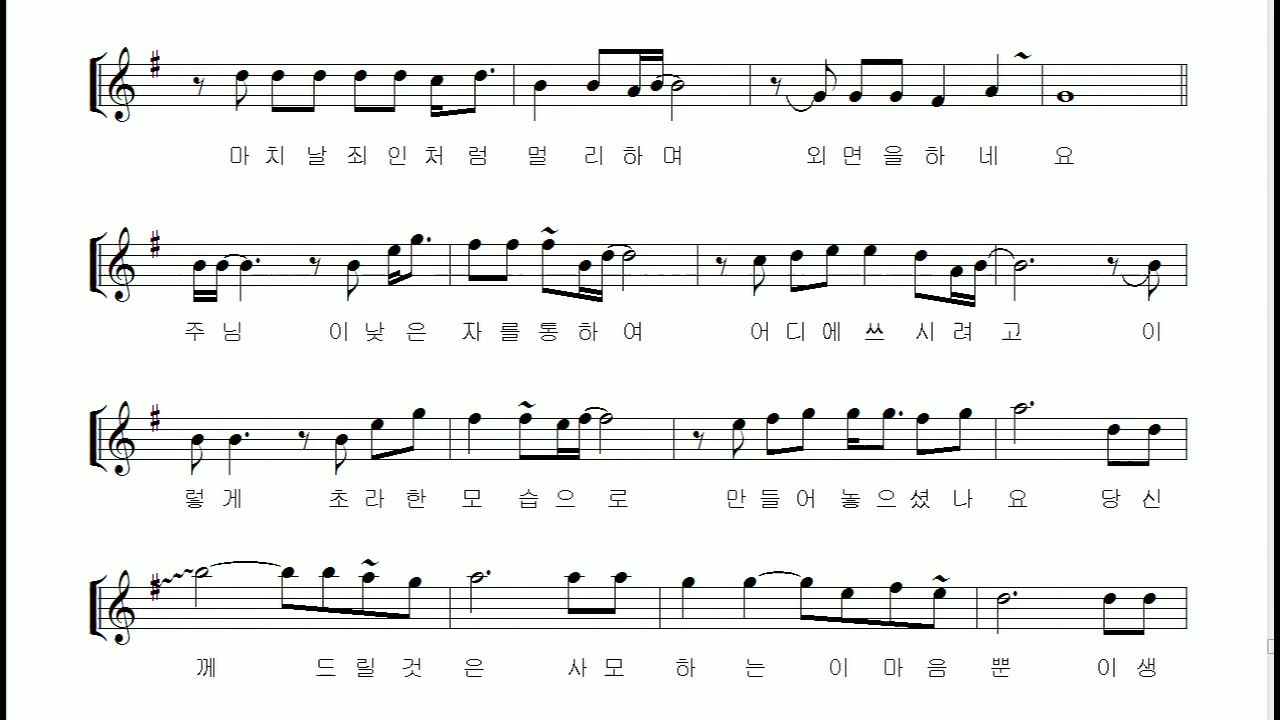 마치날죄인처럼 멀리하며 외면을하네요
주님 이낮은자를통하여 어디에쓰시려고 이
렇게 초라한모습으로 만들어놓으셨나요 당신
께 드릴것은 사모하는 이마음뿐 이생